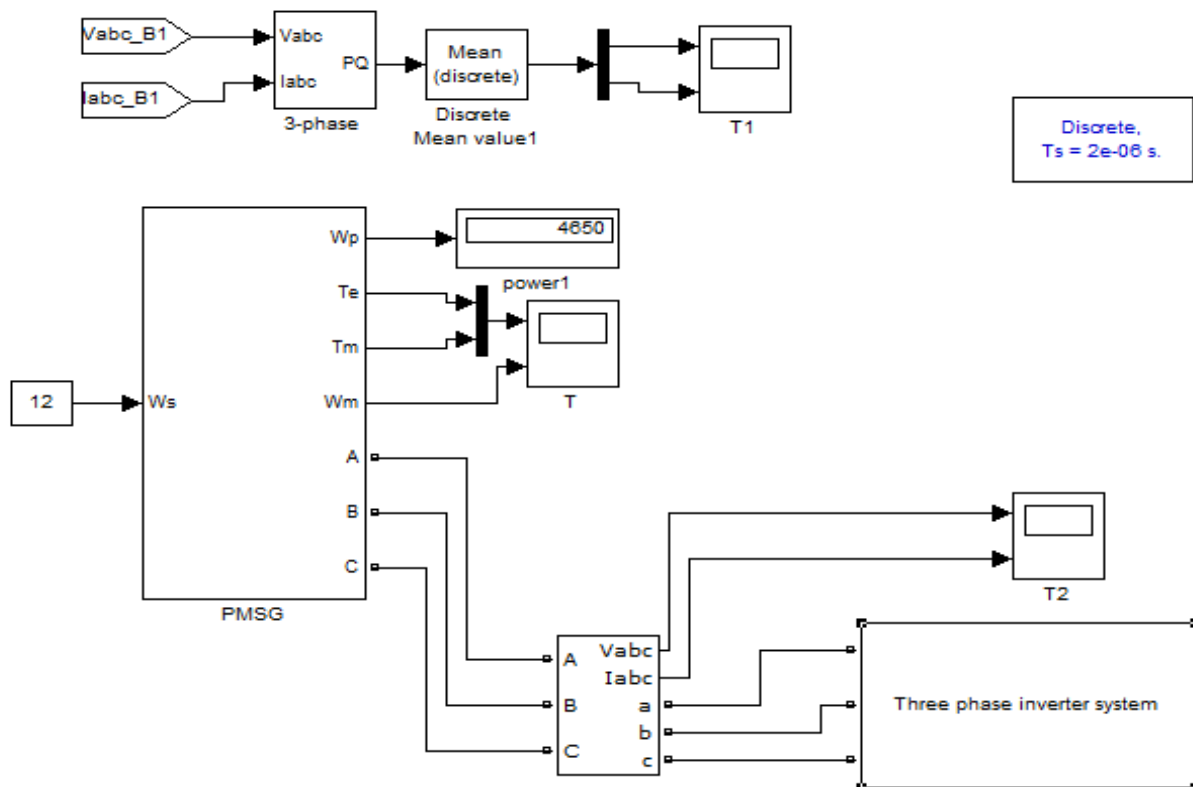 Vabc_B1
Vabc
PQ
Mean
(discrete)
Iabc_B1
Iabc
3-phase
Discrete
Mean value1
T1
Discrete,
Ts = 2e-06 s.
Wp
4650
power1
Te
Tm
12
Ws
Wm
T
A
B
C
PMSG
T2
A
Vabc
Iabc
B
a
b
C
c
Three phase inverter system